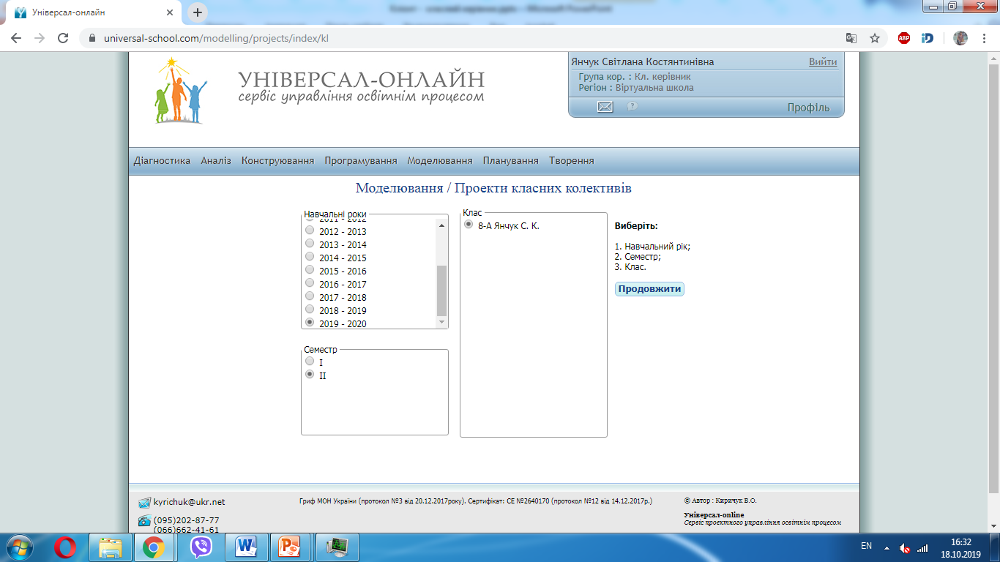 Універсал-онлайн
universal-school.com/modelling/projects/index/kl
ABP
УНІВЕРСАЛ-ОНЛАЙН
сервіс управління освітнім процесом
Янчук Світлана Костянтинівна
Вийти
Група кор. : Кл. керівник
Регіон : Віртуальна школа
Профіль
Діагностика Аналіз Конструювання Програмування Моделювання Планування Творення
Моделювання / Проекти класних колективів
Навчальні роки
2011 - 2012
2012 - 2013
2013 - 2014
2014 - 2015
2015 - 2016
2016 - 2017
2017 - 2018
2018 - 2019
2019 - 2020
Семестр
I
II
Клас
8-А Янчук С. К.
Виберіть:
1. Навчальний рік;
2. Семестр;
3. Клас.
Продовжити
kyrichuk@ukr.net
(095)202-87-77
(066)662-41-61
Гриф МОН України (протокол №3 від 20.12.2017року). Сертифікат: СЕ №2640170 (протокол №12 від 14.12.2017р.)
© Автор : Киричук В.О.
Універсал-online
Сервіс проектного управління освітнім процесом
EN
16:32
18.10.2019